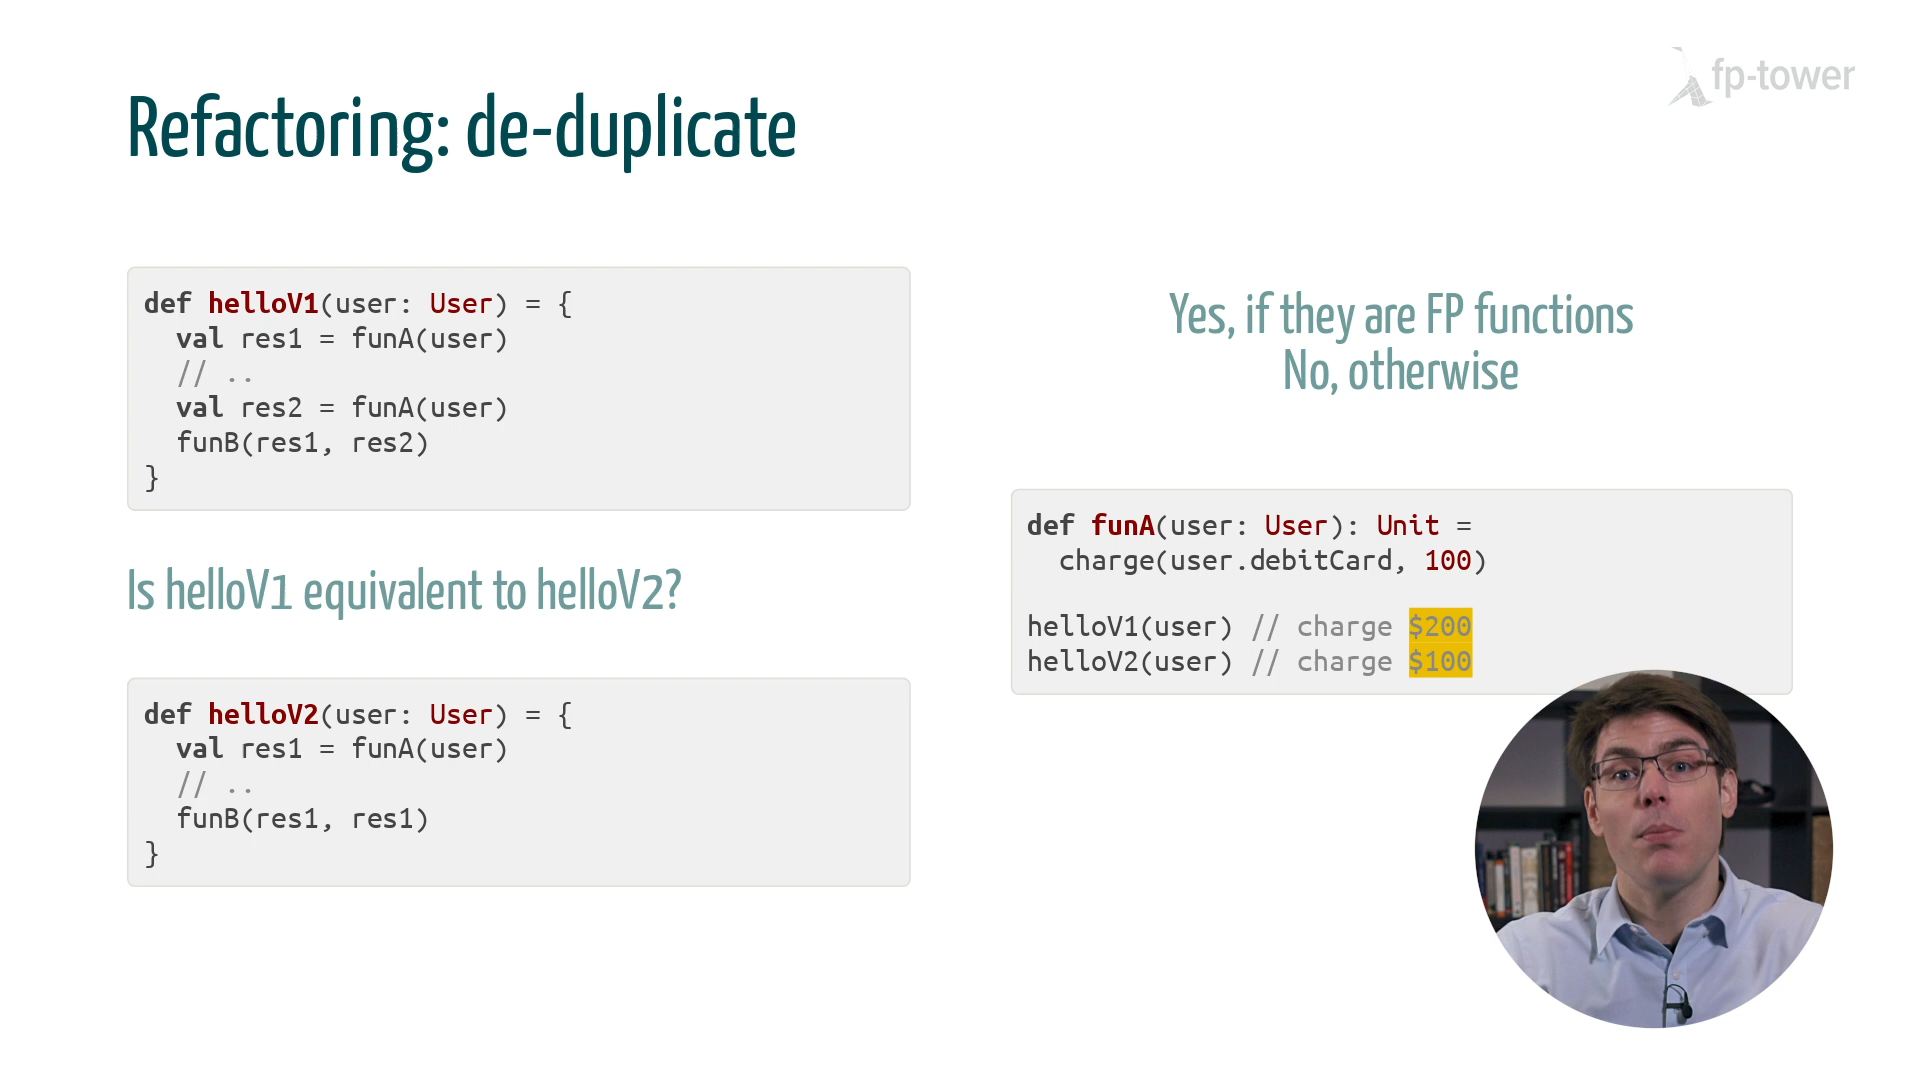 fp-tower
Refactoring: de-duplicate
def helloV1(user: User) = {
  val res1 = funA(user)
  // ..
  val res2 = funA(user)
  funB(res1, res2)
}
Is helloV1 equivalent to helloV2?
def helloV2(user: User) = {
  val res1 = funA(user)
  // ..
  funB(res1, res1)
}
Yes, if they are FP functions
No, otherwise
def funA(user: User): Unit =
  charge(user.debitCard, 100)
helloV1(user) // charge $200
helloV2(user) // charge $100